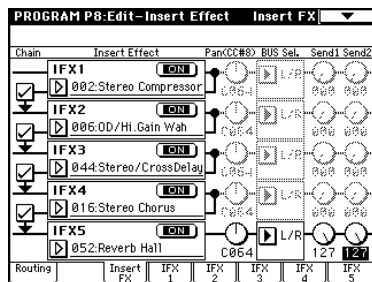 PROGRAM P8:Edit-Insert Effect Insert FX
Chain Insert Effect Pan(CC#8) BUS Sel. Send1 Send2
IFX1 ON
002:Stereo Compressor C064 L/R 000 000
IFX2 ON
006:OD/Hi.Gain Wah C064 L/R 000 000
IFX3 ON
044:Stereo/CrossDelay C064 L/R 000 000
IFX4 ON
016:Stereo Chorus C064 L/R 000 000
IFX5 ON
052:Reverb Hall C064 L/R 127 127
Routing Insert FX IFX 1 IFX 2 IFX 3 IFX 4 IFX 5